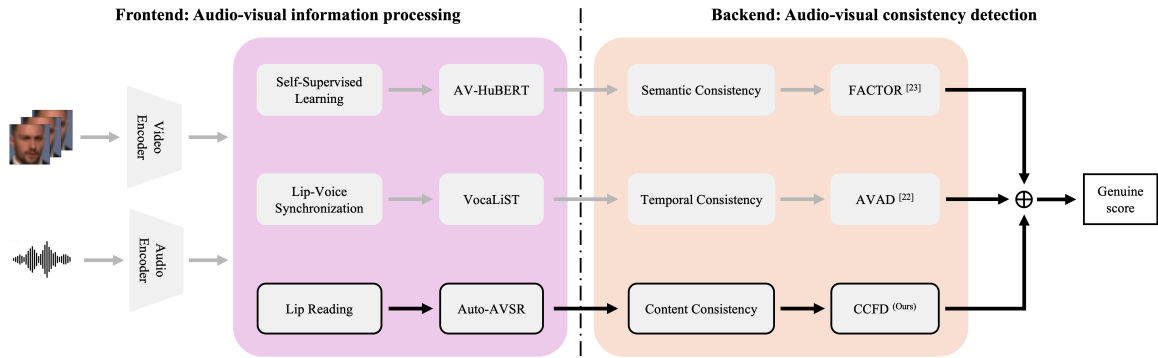 Frontend: Audio-visual information processing
Backend: Audio-visual consistency detection
Video
Encoder
Audio
Encoder
Self-Supervised
Learning
AV-HuBERT
Semantic Consistency
FACTOR [23]
Lip-Voice
Synchronization
VocaLiST
Temporal Consistency
AVAD [22]
Genuine
score
Lip Reading
Auto-AVSR
Content Consistency
CCFD (Ours)